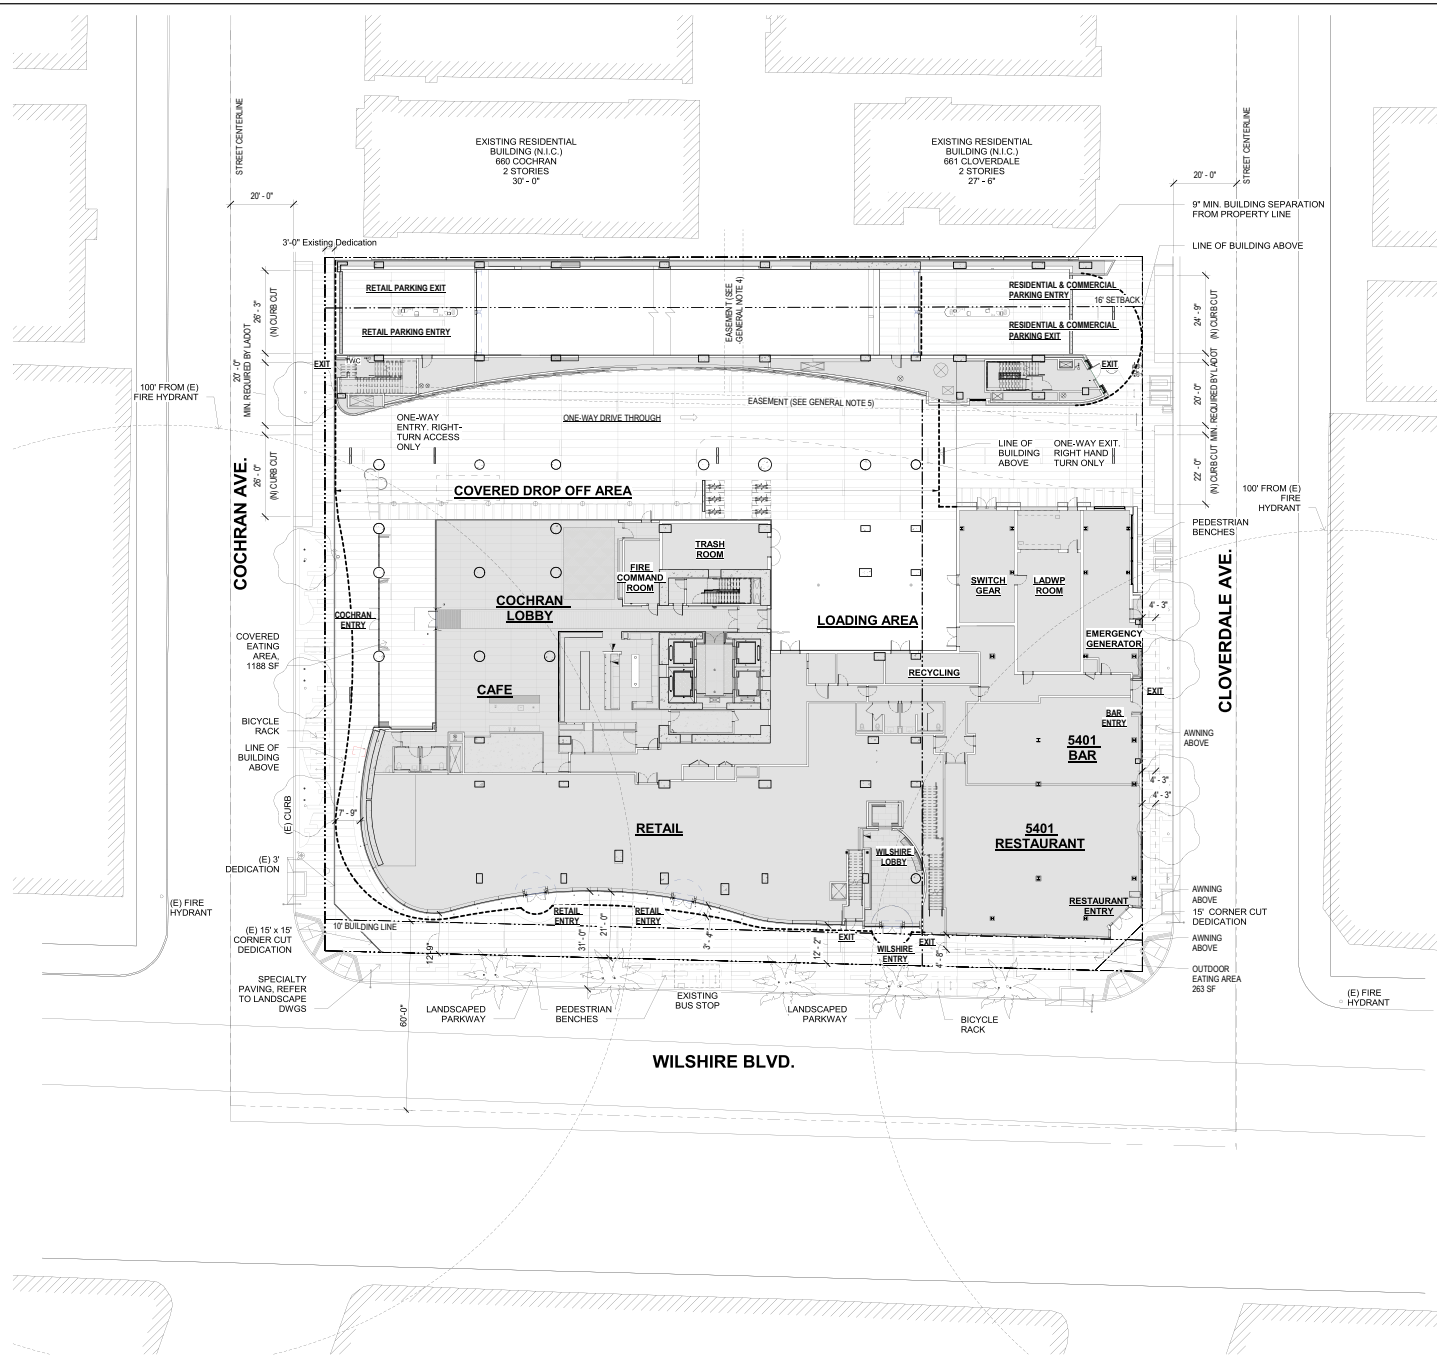 STREET CENTERLINE
STREET CENTERLINE
EXISTING RESIDENTIAL
BUILDING (N.I.C.)
660 COCHRAN
2 STORIES
30' - 0"
EXISTING RESIDENTIAL
BUILDING (N.I.C.)
661 CLOVERDALE
2 STORIES
27' - 6"
20' - 0"
20' - 0"
9" MIN. BUILDING SEPARATION
FROM PROPERTY LINE
3'-0" Existing Dedication
LINE OF BUILDING ABOVE
RETAIL PARKING EXIT
RETAIL PARKING ENTRY
EASEMENT (SEE
GENERAL NOTE 4)
RESIDENTIAL & COMMERCIAL
PARKING ENTRY
16' SETBACK
RESIDENTIAL & COMMERCIAL
PARKING EXIT
26' - 3"
(N) CURB CUT
24' - 9"
(N) CURB CUT
20' - 0"
MIN. REQUIRED BY LADOT
20' - 0"
MIN. REQUIRED BY LADOT
EXIT
WC
EXIT
100' FROM (E)
FIRE HYDRANT
EASEMENT (SEE GENERAL NOTE 5)
ONE-WAY
ENTRY. RIGHT-
TURN ACCESS
ONLY
ONE-WAY DRIVE THROUGH
LINE OF
BUILDING
ABOVE
ONE-WAY EXIT.
RIGHT HAND
TURN ONLY
26' - 0"
(N) CURB CUT
22' - 0"
(N) CURB CUT
COVERED DROP OFF AREA
100' FROM (E)
FIRE
HYDRANT
PEDESTRIAN
BENCHES
COCHRAN AVE.
CLOVERDALE AVE.
TRASH
ROOM
FIRE
COMMAND
ROOM
SWITCH
GEAR
LADWP
ROOM
COCHRAN
LOBBY
COCHRAN
ENTRY
LOADING AREA
4' - 3"
EMERGENCY
GENERATOR
COVERED
EATING
AREA,
1188 SF
RECYCLING
CAFE
EXIT
BICYCLE
RACK
BAR
ENTRY
AWNING
ABOVE
LINE OF
BUILDING
ABOVE
5401
BAR
4' - 3"
4' - 3"
(E) CURB
7' - 9"
RETAIL
5401
RESTAURANT
WILSHIRE
LOBBY
(E) 3'
DEDICATION
AWNING
ABOVE
(E) FIRE
HYDRANT
RESTAURANT
ENTRY
15' CORNER CUT
DEDICATION
RETAIL
ENTRY
RETAIL
ENTRY
10' BUILDING LINE
(E) 15' x 15'
CORNER CUT
DEDICATION
12'- 9"
31' - 0"
21' - 0"
3' - 4"
12' - 2"
EXIT
WILSHIRE
ENTRY
EXIT
4' - 8"
AWNING
ABOVE
OUTDOOR
EATING AREA
263 SF
SPECIALTY
PAVING, REFER
TO LANDSCAPE
DWGS
60'-0"
LANDSCAPED
PARKWAY
PEDESTRIAN
BENCHES
EXISTING
BUS STOP
LANDSCAPED
PARKWAY
BICYCLE
RACK
(E) FIRE
HYDRANT
WILSHIRE BLVD.